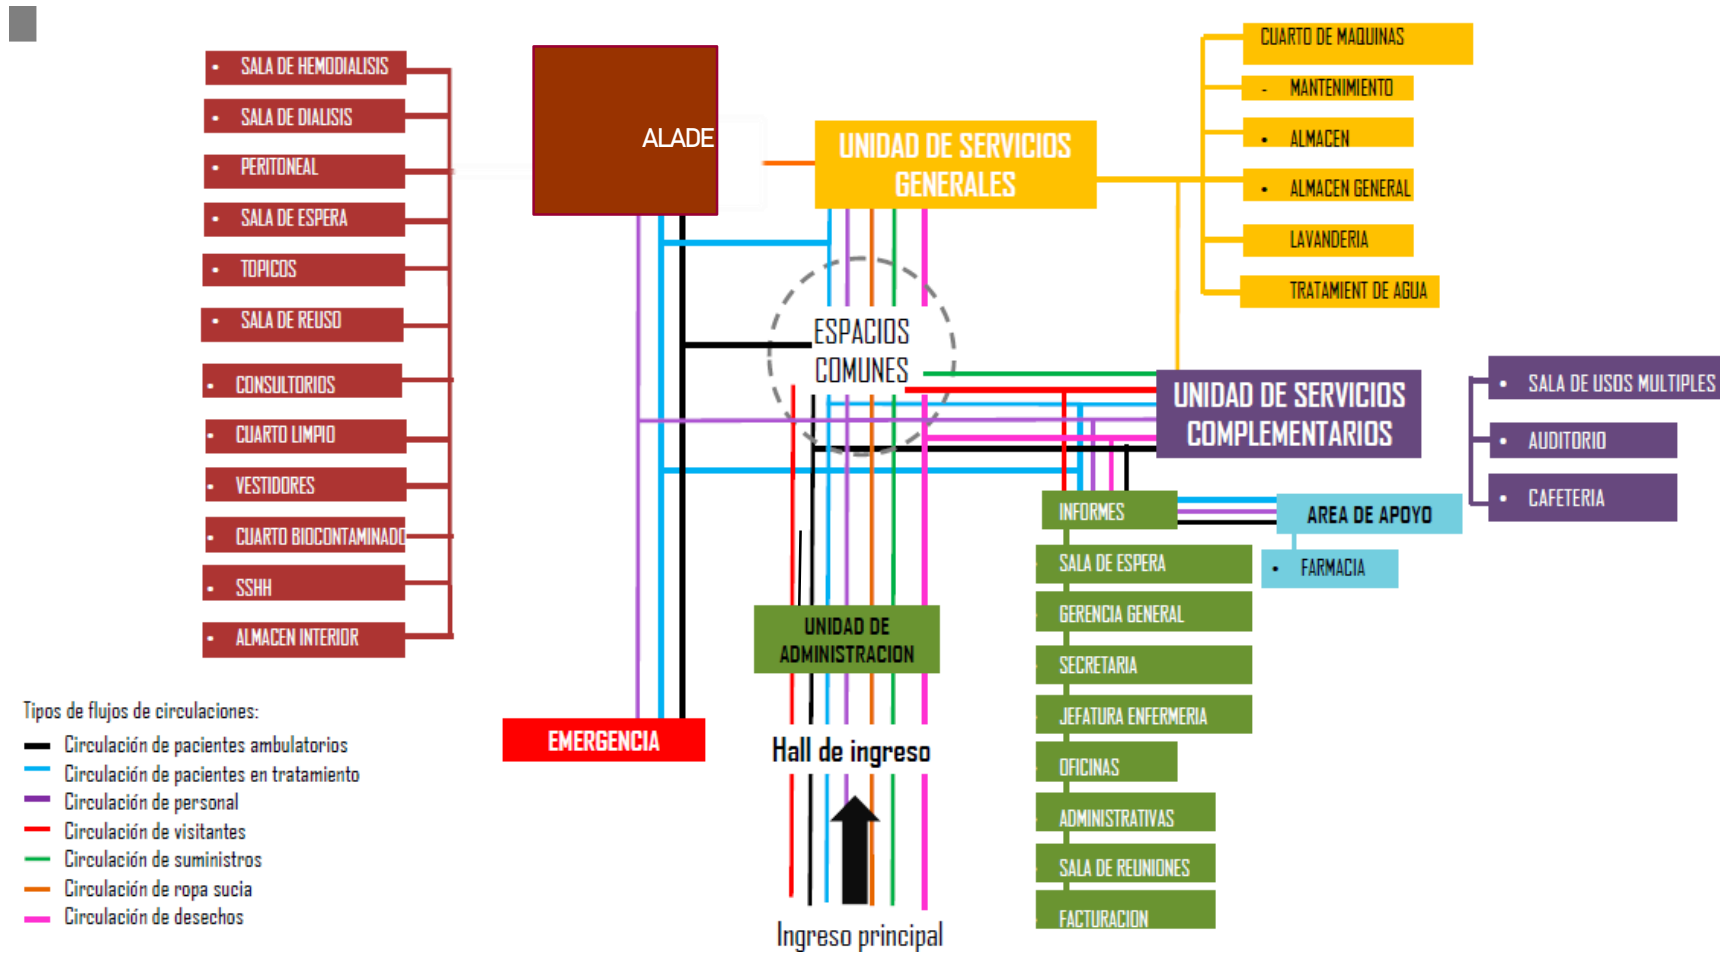 • SALA DE HEMODIALISIS
• SALA DE DIALISIS
• PERITONEAL
• SALA DE ESPERA
• TOPICOS
• SALA DE REUSO
• CONSULTORIOS
• CUARTO LIMPIO
• VESTIDORES
• CUARTO BIOCONTAMINADO
• SSHH
• ALMACEN INTERIOR
ALADE
UNIDAD DE SERVICIOS
GENERALES
CUARTO DE MAQUINAS
- MANTENIMIENTO
• ALMACEN
• ALMACEN GENERAL
LAVANDERIA
TRATAMIENT DE AGUA
ESPACIOS
COMUNES
UNIDAD DE SERVICIOS
COMPLEMENTARIOS
• SALA DE USOS MULTIPLES
• AUDITORIO
• CAFETERIA
INFORMES
AREA DE APOYO
• FARMACIA
SALA DE ESPERA
GERENCIA GENERAL
SECRETARIA
JEFATURA ENFERMERIA
OFICINAS
ADMINISTRATIVAS
SALA DE REUNIONES
FACTURACION
UNIDAD DE
ADMINISTRACION
EMERGENCIA
Hall de ingreso
Ingreso principal
Tipos de flujos de circulaciones:
Circulación de pacientes ambulatorios
Circulación de pacientes en tratamiento
Circulación de personal
Circulación de visitantes
Circulación de suministros
Circulación de ropa sucia
Circulación de desechos